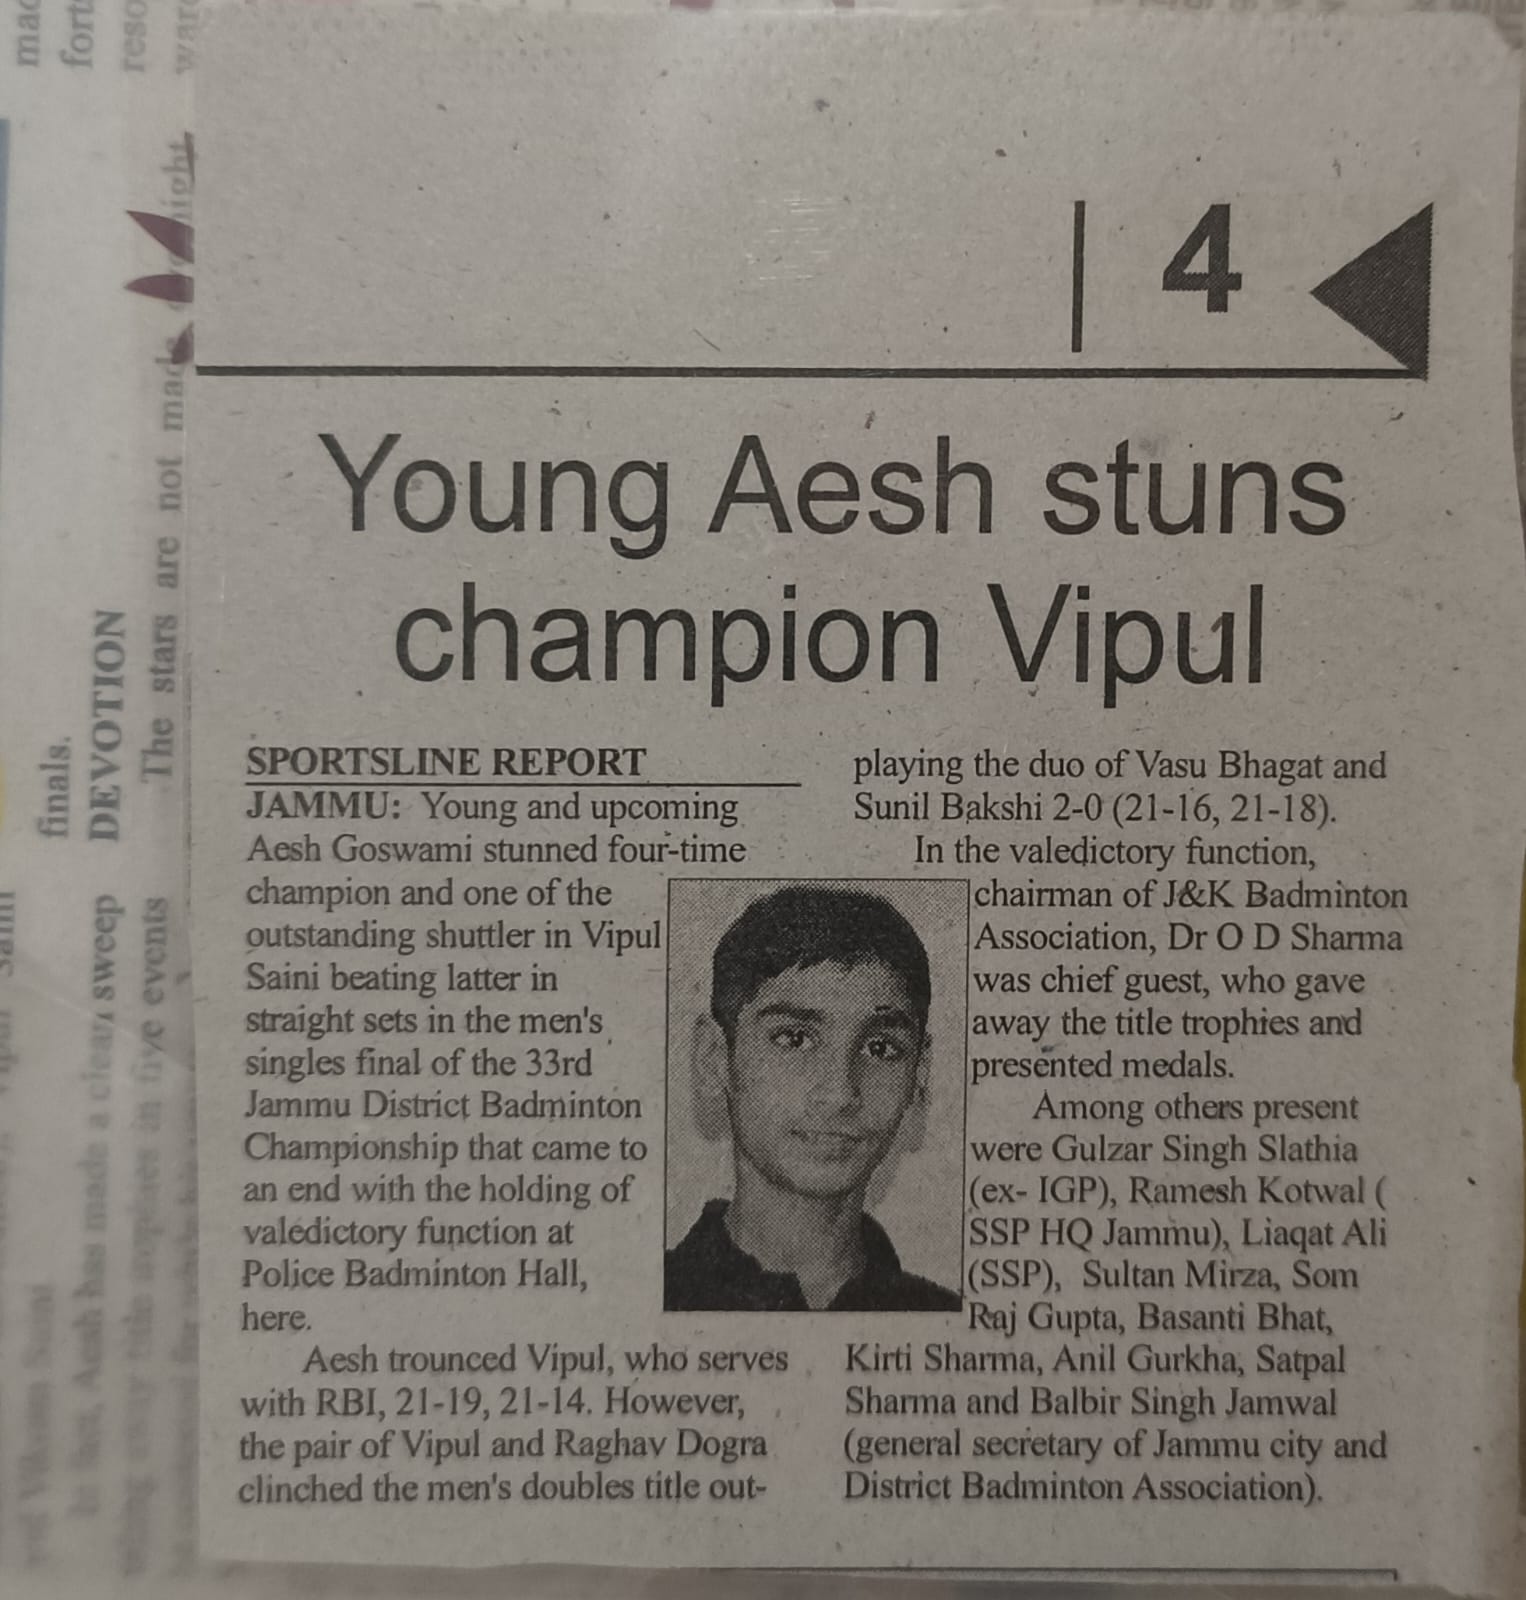 4
Young Aesh stuns
champion Vipul
SPORTSLINE REPORT
JAMMU: Young and upcoming
Aesh Goswami stunned four-time
champion and one of the
outstanding shuttler in Vipul
Saini beating latter in
straight sets in the men's
singles final of the 33rd
Jammu District Badminton
Championship that came to
an end with the holding of
valedictory function at
Police Badminton Hall,
here.
Aesh trounced Vipul, who serves
with RBI, 21-19, 21-14. However,
the pair of Vipul and Raghav Dogra
clinched the men's doubles title out-
playing the duo of Vasu Bhagat and
Sunil Bakshi 2-0 (21-16, 21-18).
In the valedictory function,
chairman of J&K Badminton
Association, Dr O D Sharma
was chief guest, who gave
away the title trophies and
presented medals.
Among others present
were Gulzar Singh Slathia
(ex- IGP), Ramesh Kotwal (
SSP HQ Jammu), Liaqat Ali
(SSP), Sultan Mirza, Som
Raj Gupta, Basanti Bhat,
Kirti Sharma, Anil Gurkha, Satpal
Sharma and Balbir Singh Jamwal
(general secretary of Jammu city and
District Badminton Association).
finals.
DEVOTION
The stars are not made
Aesh has made a clean sweep
in five events